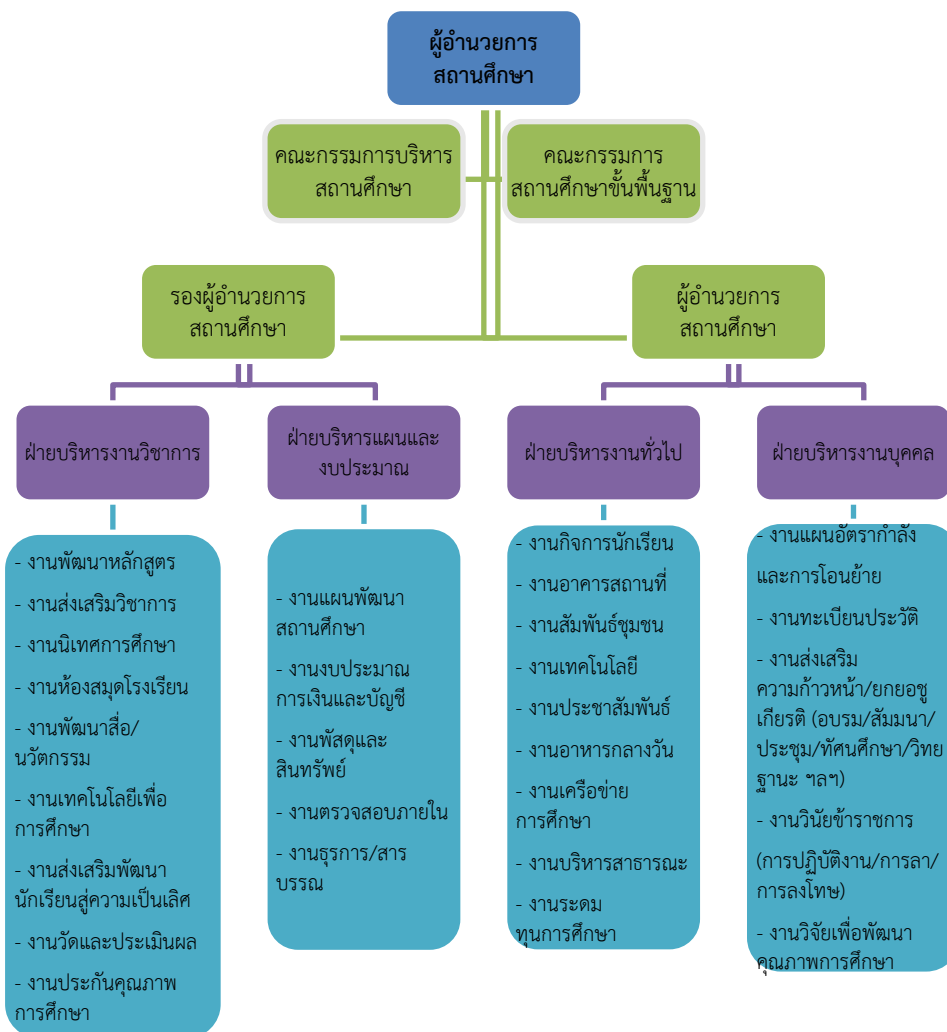 ผู้อำนวยการ
สถานศึกษา
คณะกรรมการบริหาร
สถานศึกษา
คณะกรรมการ
สถานศึกษาขั้นพื้นฐาน
รองผู้อำนวยการ
สถานศึกษา
ผู้อำนวยการ
สถานศึกษา
ฝ่ายบริหารงานวิชาการ
ฝ่ายบริหารแผนและ
งบประมาณ
ฝ่ายบริหารงานทั่วไป
ฝ่ายบริหารงานบุคคล
- งานพัฒนาหลักสูตร
- งานส่งเสริมวิชาการ
- งานนิเทศการศึกษา
- งานห้องสมุดโรงเรียน
- งานพัฒนาสื่อ/
นวัตกรรม
- งานเทคโนโลยีเพื่อ
การศึกษา
- งานส่งเสริมพัฒนา
นักเรียนสู่ความเป็นเลิศ
- งานวัดและประเมินผล
- งานประกันคุณภาพ
การศึกษา
- งานแผนพัฒนา
สถานศึกษา
- งานงบประมาณ
การเงินและบัญชี
- งานพัสดุและ
สินทรัพย์
- งานตรวจสอบภายใน
- งานธุรการ/สาร
บรรณ
- งานกิจการนักเรียน
- งานอาคารสถานที่
- งานสัมพันธ์ชุมชน
- งานเทคโนโลยี
- งานประชาสัมพันธ์
- งานอาหารกลางวัน
- งานเครือข่าย
การศึกษา
- งานบริหารสาธารณะ
- งานระดม
ทุนการศึกษา
- งานแผนอัตรากำลัง
และการโอนย้าย
- งานทะเบียนประวัติ
- งานส่งเสริม
ความก้าวหน้า/ยกยอชู
เกียรติ (อบรม/สัมมนา/
ประชุม/ทัศนศึกษา/วิทย
ฐานะ ฯลฯ)
- งานวินัยข้าราชการ
(การปฏิบัติงาน/การลา/
การลงโทษ)
- งานวิจัยเพื่อพัฒนา
คุณภาพการศึกษา